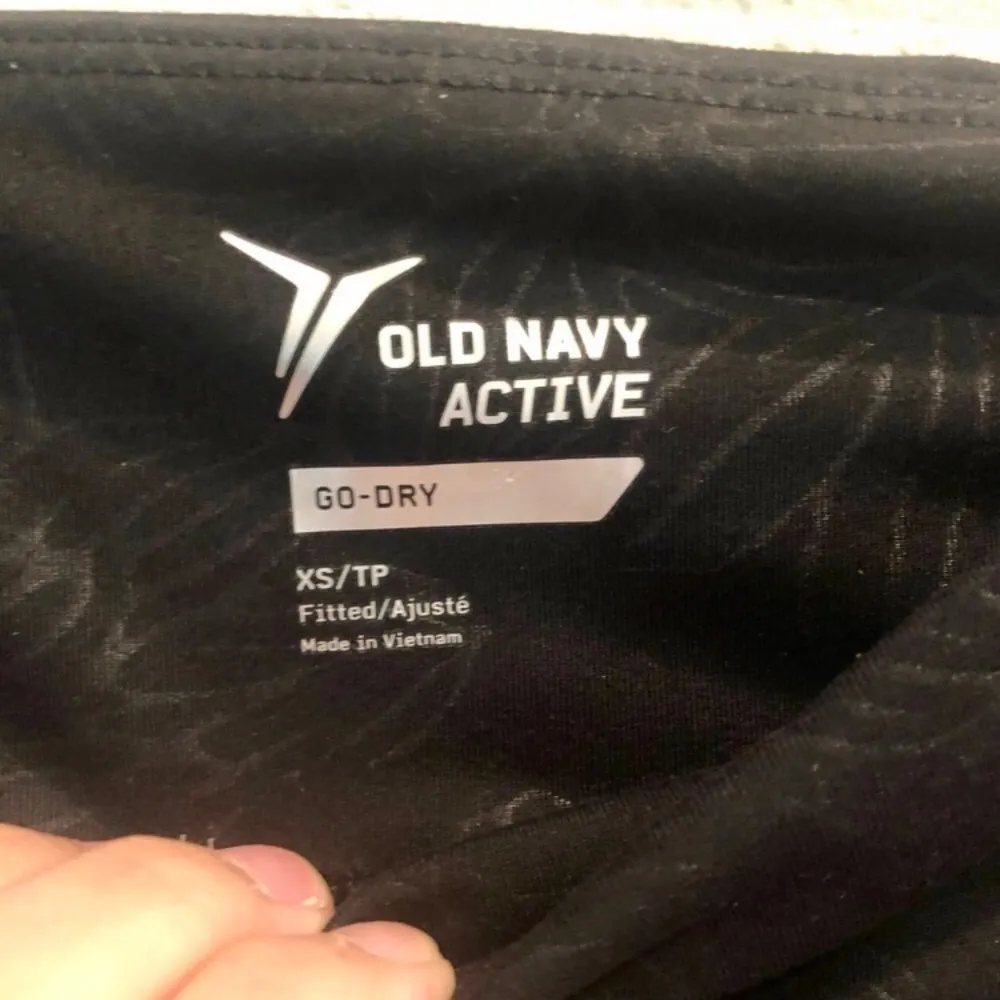 OLD NAVY
ACTIVE
GO-DRY
XS/TP
Fitted/Ajusté
Made in Vietnam